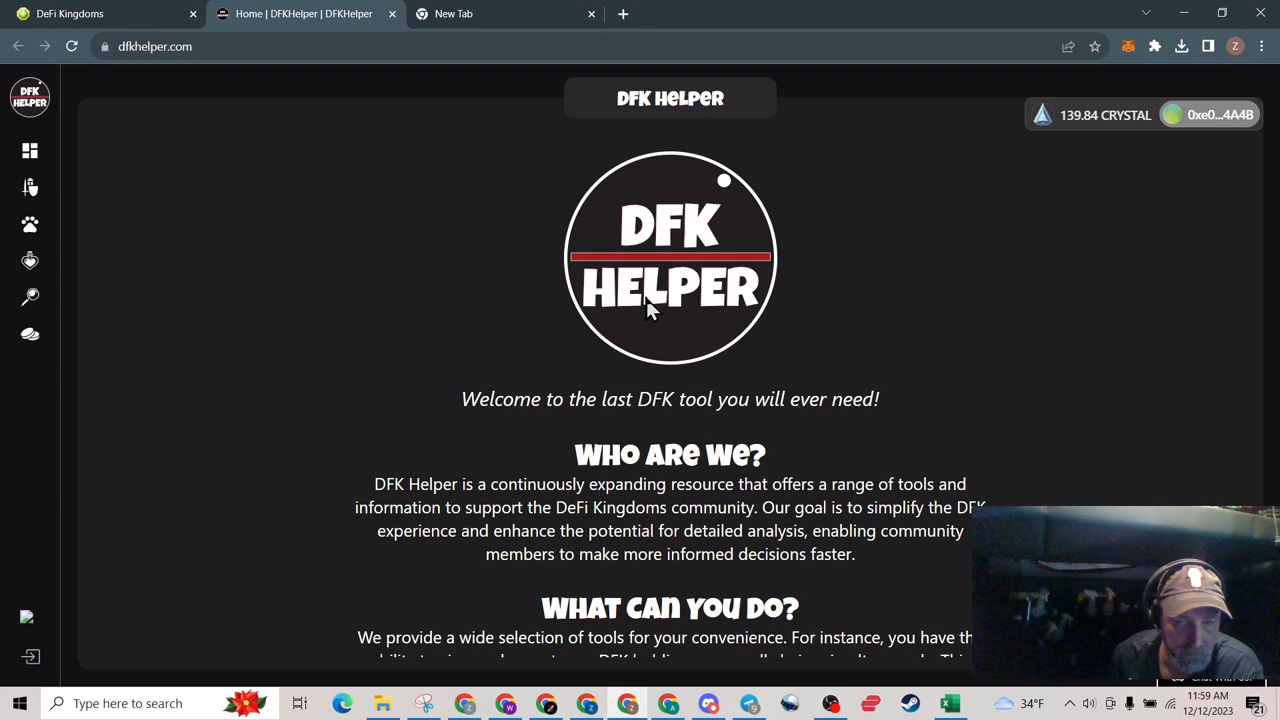 DeFi Kingdoms
Home | DFKHelper | DFKHelper
New Tab
dfkhelper.com
Z
DFK HELPER
DFK HELPER
139.84 CRYSTAL
0xe0...4A4B
DFK
HELPER
Welcome to the last DFK tool you will ever need!
WHO ARE WE?
DFK Helper is a continuously expanding resource that offers a range of tools and
information to support the DeFi Kingdoms community. Our goal is to simplify the DFK
experience and enhance the potential for detailed analysis, enabling community
members to make more informed decisions faster.
WHAT CAN YOU DO?
We provide a wide selection of tools for your convenience. For instance, you have th
Type here to search
34°F
11:59 AM
12/12/2023
21